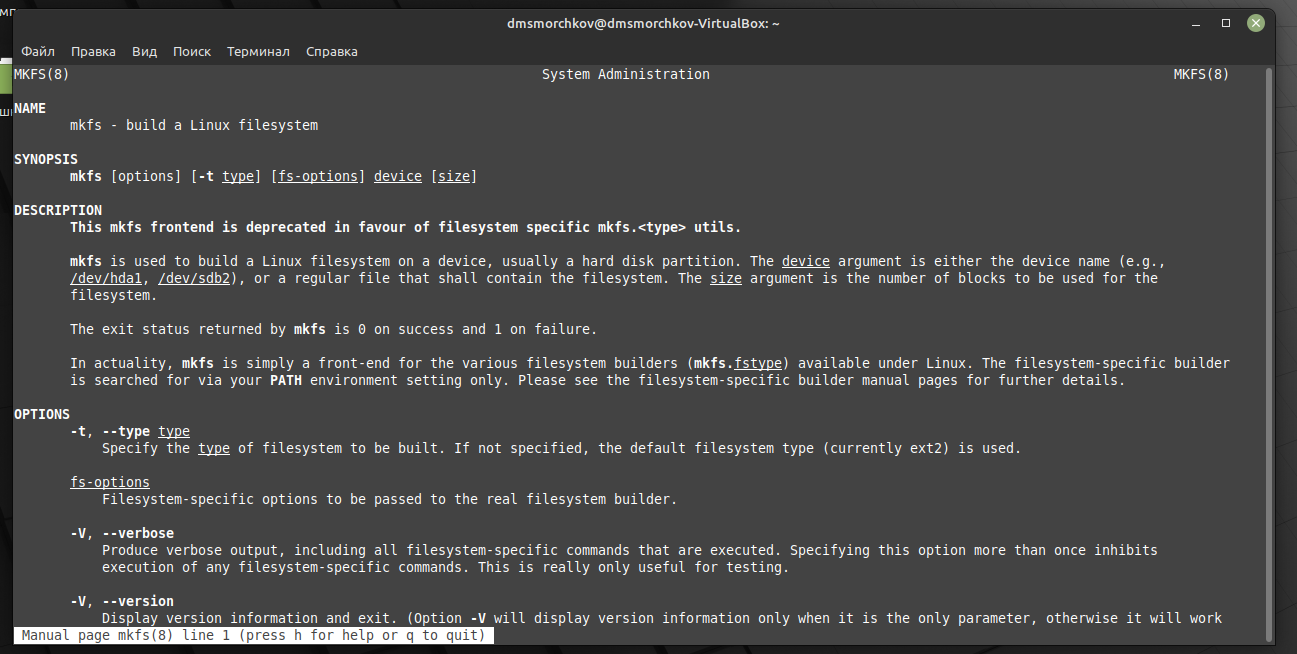 мп
dmsmorchkov@dmsmorchkov-VirtualBox: ~
Файл Правка Вид Поиск Терминал Справка
MKFS(8) System Administration MKFS(8)
NAME
mkfs - build a Linux filesystem
SYNOPSIS
mkfs [options] [-t type] [fs-options] device [size]
DESCRIPTION
This mkfs frontend is deprecated in favour of filesystem specific mkfs.<type> utils.
mkfs is used to build a Linux filesystem on a device, usually a hard disk partition. The device argument is either the device name (e.g.,
/dev/hda1, /dev/sdb2), or a regular file that shall contain the filesystem. The size argument is the number of blocks to be used for the
filesystem.
The exit status returned by mkfs is 0 on success and 1 on failure.
In actuality, mkfs is simply a front-end for the various filesystem builders (mkfs.fstype) available under Linux. The filesystem-specific builder
is searched for via your PATH environment setting only. Please see the filesystem-specific builder manual pages for further details.
OPTIONS
-t, --type type
Specify the type of filesystem to be built. If not specified, the default filesystem type (currently ext2) is used.
fs-options
Filesystem-specific options to be passed to the real filesystem builder.
-V, --verbose
Produce verbose output, including all filesystem-specific commands that are executed. Specifying this option more than once inhibits
execution of any filesystem-specific commands. This is really only useful for testing.
-V, --version
Display version information and exit. (Option -V will display version information only when it is the only parameter, otherwise it will work
Manual page mkfs(8) line 1 (press h for help or q to quit)